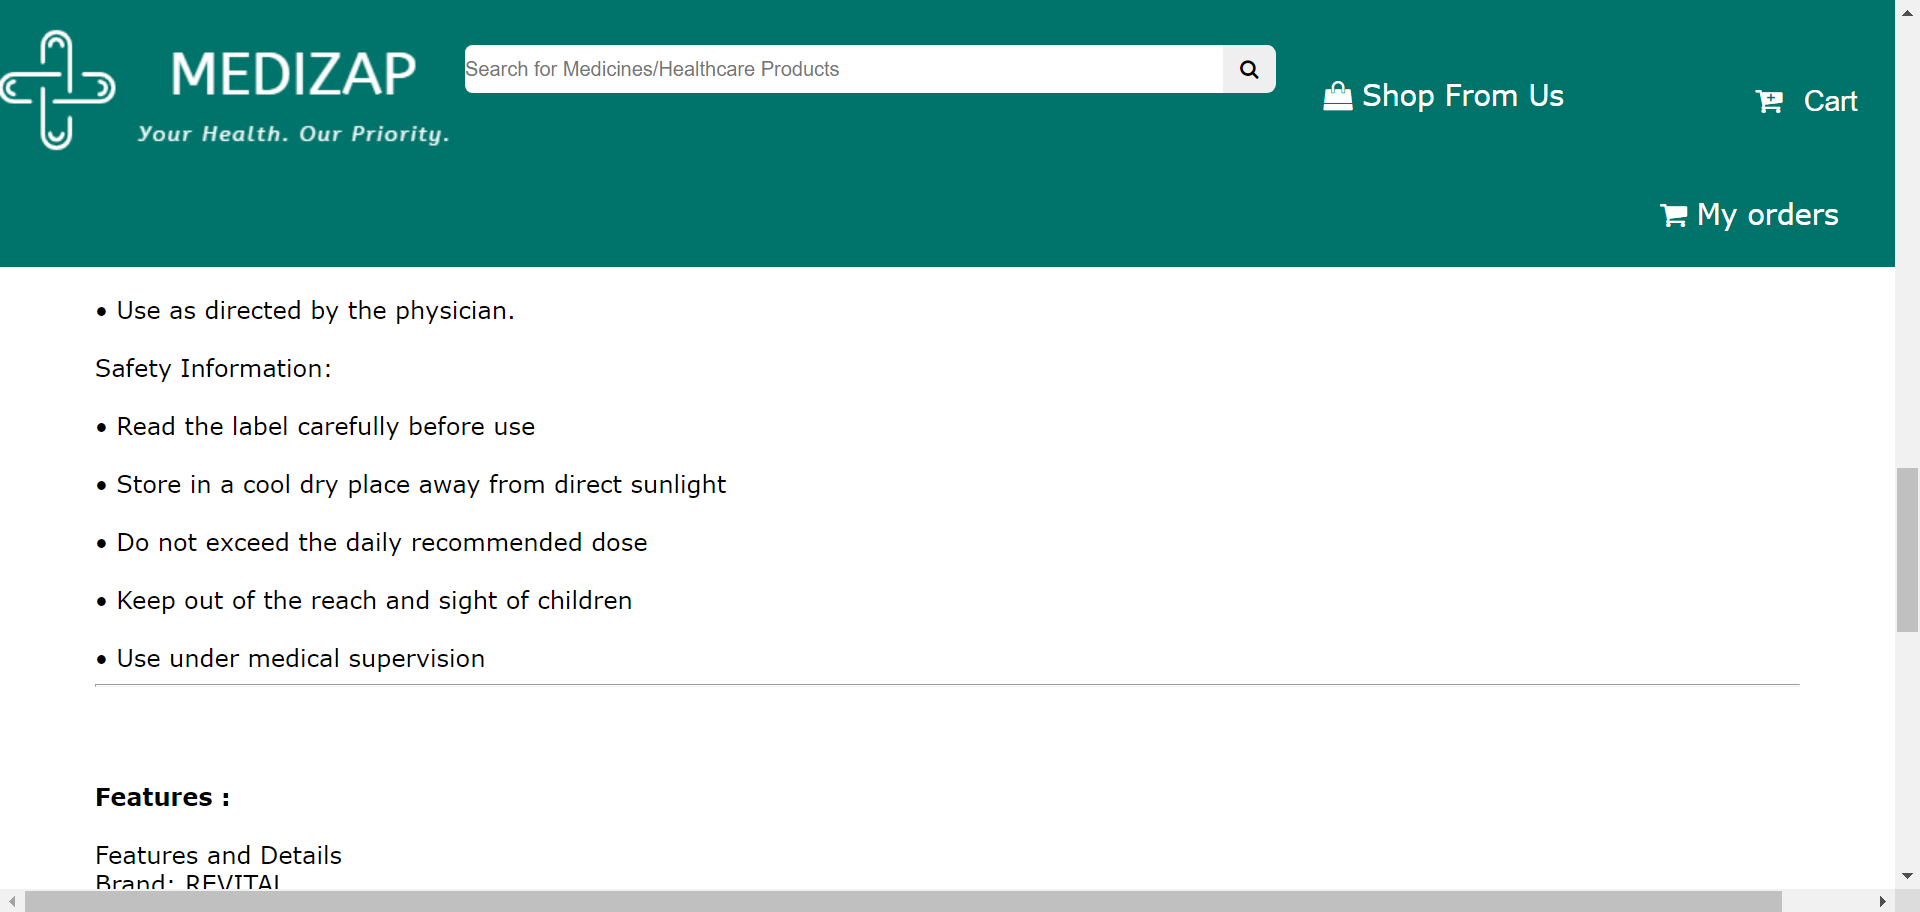 MEDIZAP
Your Health. Our Priority.
Search for Medicines/Healthcare Products
Shop From Us
Cart
My orders
• Use as directed by the physician.
Safety Information:
• Read the label carefully before use
• Store in a cool dry place away from direct sunlight
• Do not exceed the daily recommended dose
• Keep out of the reach and sight of children
• Use under medical supervision
Features :
Features and Details
Brand: REVITAL